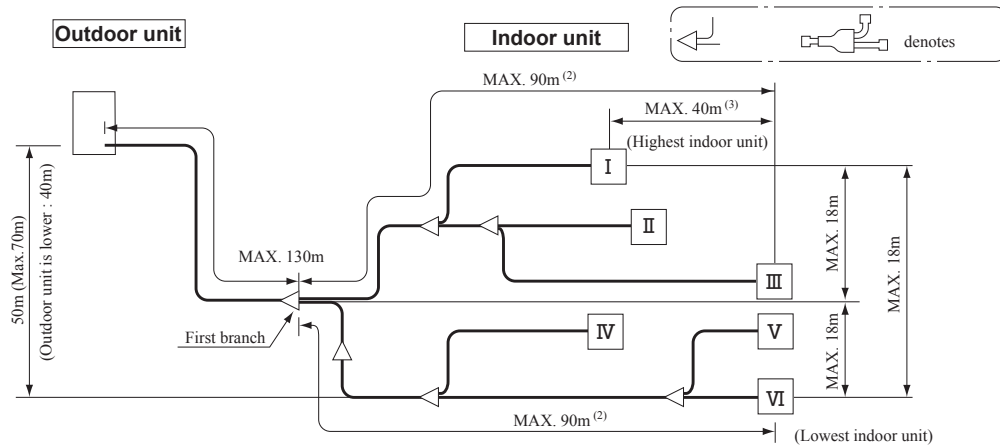 Outdoor unit
Indoor unit
denotes
MAX. 90m (2)
MAX. 40m (3)
(Highest indoor unit)
I
II
III
MAX. 130m
First branch
50m (Max.70m)
(Outdoor unit is lower : 40m)
MAX. 18m
MAX. 18m
MAX. 18m
IV
V
VI
MAX. 90m (2)
(Lowest indoor unit)